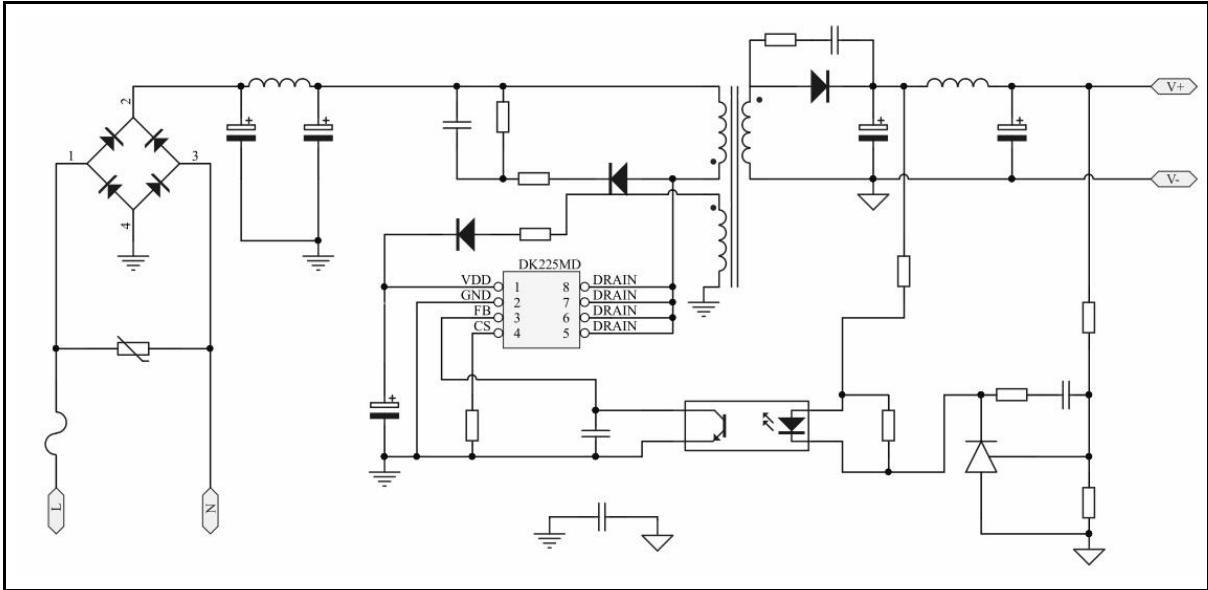 V+
2
1
3
V-
4
DK225MD
VDD 1 8 DRAIN
GND 2 7 DRAIN
FB 3 6 DRAIN
CS 4 5 DRAIN
L
N